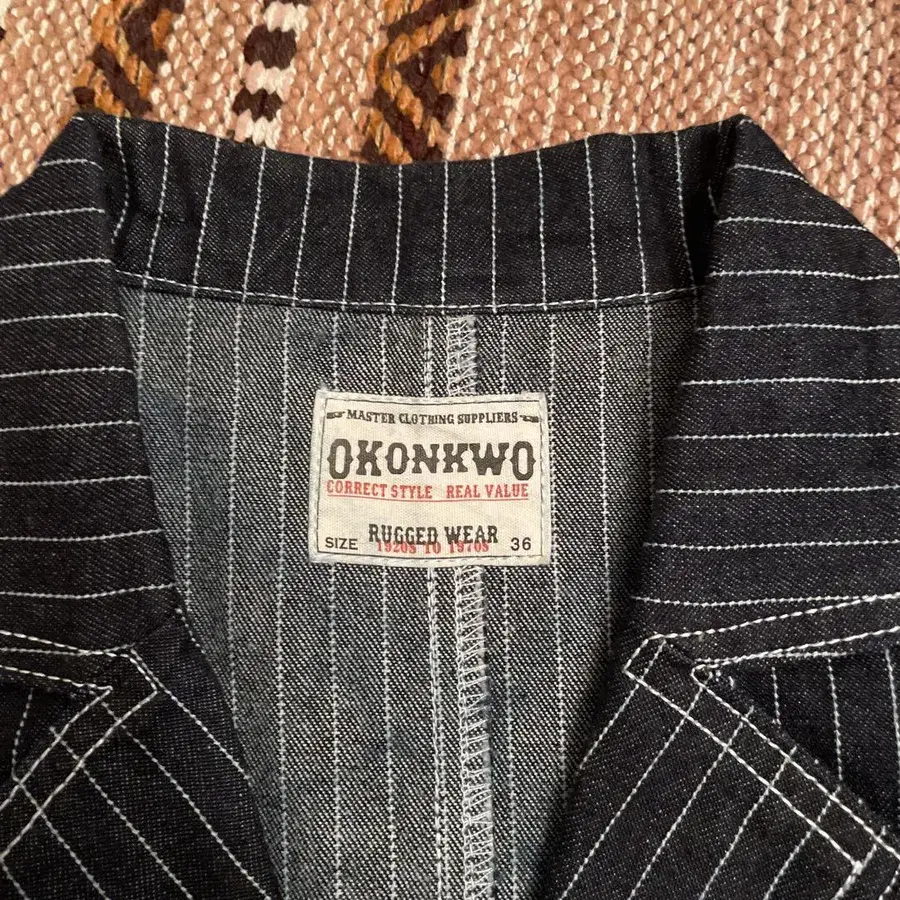 MASTER CLOTHING SUPPLIERS
OKONKWO
CORRECT STYLE REAL VALUE
RUGGED WEAR
SIZE 1920S TO 1970S 36